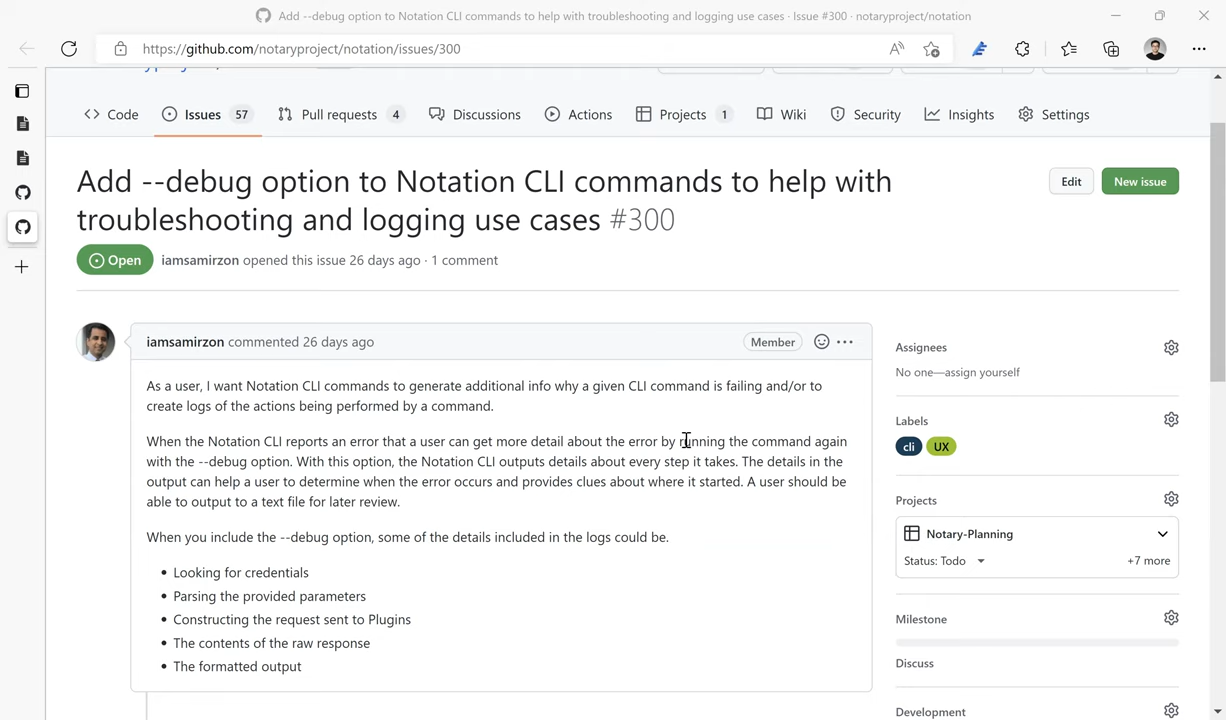 Add --debug option to Notation CLI commands to help with troubleshooting and logging use cases · Issue #300 · notaryproject/notation
https://github.com/notaryproject/notation/issues/300
Code
Issues 57
Pull requests 4
Discussions
Actions
Projects 1
Wiki
Security
Insights
Settings
Add --debug option to Notation CLI commands to help with
troubleshooting and logging use cases #300
Edit
New issue
Open
iamsamirzon opened this issue 26 days ago · 1 comment
iamsamirzon commented 26 days ago
Member
As a user, I want Notation CLI commands to generate additional info why a given CLI command is failing and/or to
create logs of the actions being performed by a command.
When the Notation CLI reports an error that a user can get more detail about the error by running the command again
with the --debug option. With this option, the Notation CLI outputs details about every step it takes. The details in the
output can help a user to determine when the error occurs and provides clues about where it started. A user should be
able to output to a text file for later review.
When you include the --debug option, some of the details included in the logs could be.
• Looking for credentials
• Parsing the provided parameters
• Constructing the request sent to Plugins
• The contents of the raw response
• The formatted output
Assignees
No one—assign yourself
Labels
cli UX
Projects
Notary-Planning
Status: Todo +7 more
Milestone
Discuss
Development